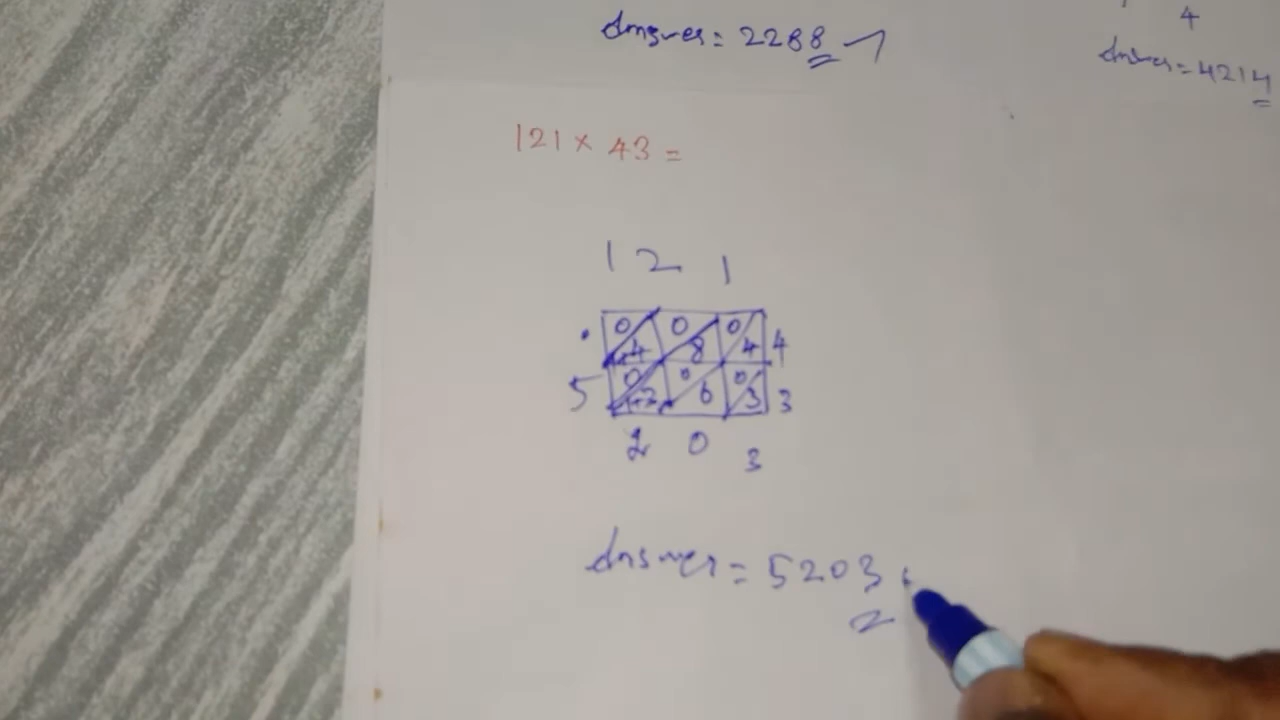 Answer = 2288
4
Answer = 4214
121 × 43 =
1 2 1
0 0 0
4 8 4 4
5 0 0 0
2 6 3 3
2 0 3
Answer = 5203